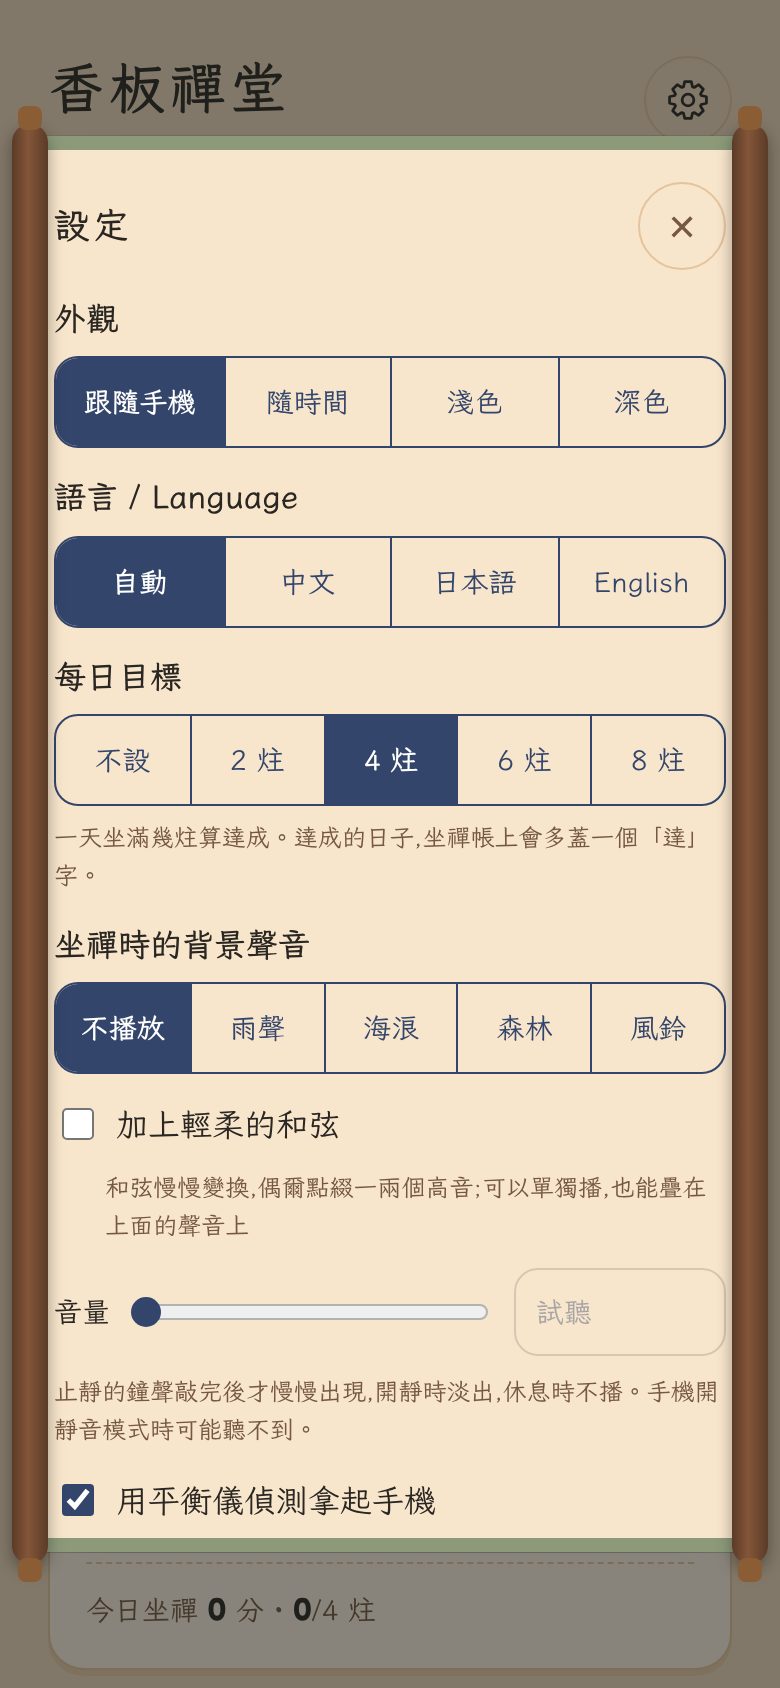 香板禪堂
設定
×
外觀
跟隨手機 隨時間 淺色 深色
語言 / Language
自動 中文 日本語 English
每日目標
不設 2 炷 4 炷 6 炷 8 炷
一天坐滿幾炷算達成。達成的日子,坐禪帳上會多蓋一個「達」
字。
坐禪時的背景聲音
不播放 雨聲 海浪 森林 風鈴
加上輕柔的和弦
和弦慢慢變換,偶爾點綴一兩個高音;可以單獨播,也能疊在
上面的聲音上
音量 試聽
止靜的鐘聲敲完後才慢慢出現,開靜時淡出,休息時不播。手機開
靜音模式時可能聽不到。
用平衡儀偵測拿起手機
今日坐禪 0 分・0/4 炷